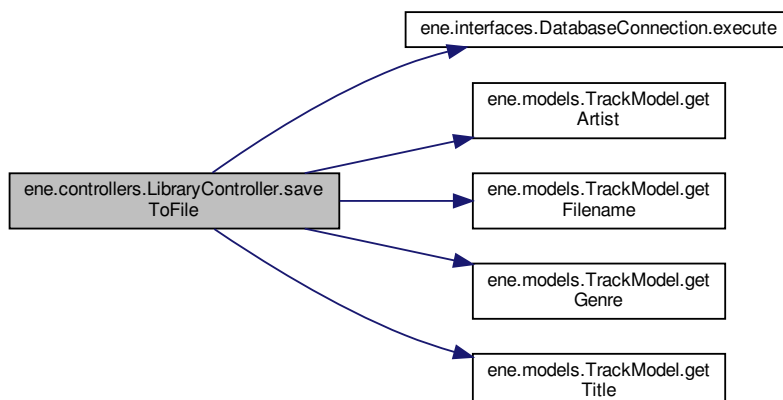 ene.interfaces.DatabaseConnection.execute
ene.models.TrackModel.get
Artist
ene.controllers.LibraryController.save
ToFile
ene.models.TrackModel.get
Filename
ene.models.TrackModel.get
Genre
ene.models.TrackModel.get
Title